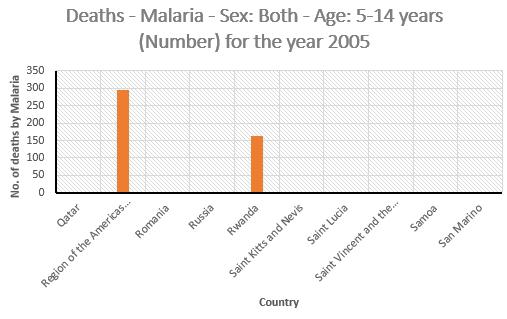 Deaths - Malaria - Sex: Both - Age: 5-14 years
(Number) for the year 2005
No. of deaths by Malaria
350
300
250
200
150
100
50
0
Qatar
Region of the Americas...
Romania
Russia
Rwanda
Saint Kitts and Nevis
Saint Lucia
Saint Vincent and the...
Samoa
San Marino
Country